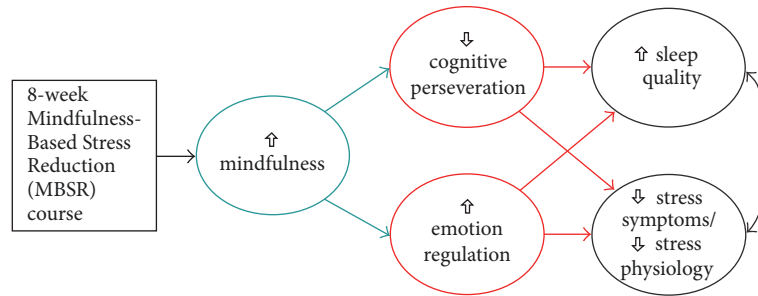 8-week
Mindfulness-
Based Stress
Reduction
(MBSR)
course
⇧
mindfulness
⇩
cognitive
perseveration
⇧
emotion
regulation
⇧ sleep
quality
⇩ stress
symptoms/
⇩ stress
physiology